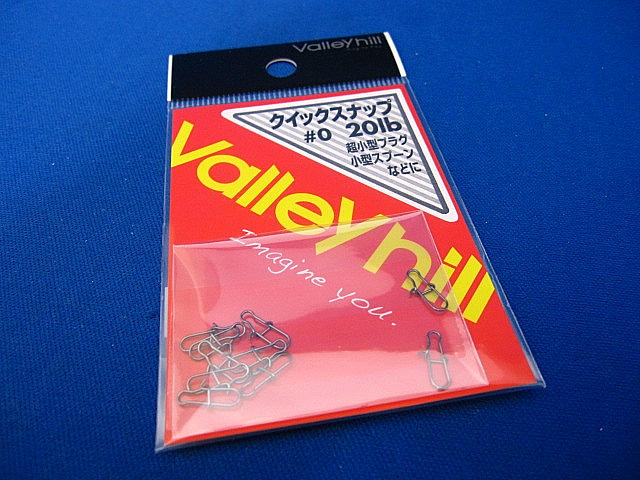 Valleyhill
クイックスナップ
#0 20lb
超小型プラグ
小型スプーン
などに
Valleyhill
Imagine You.